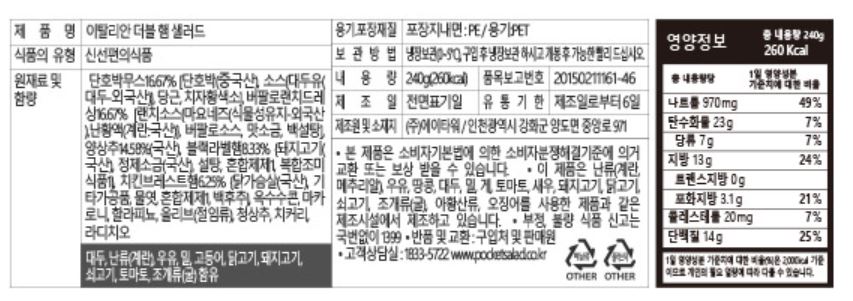 제 품 명 이탈리안 더블 햄 샐러드
식품의 유형 신선편의식품
원재료 및 함량
단호박무스16.67% [단호박(중국산), 소스(대두유(
대두-외국산), 당근, 치자황색소], 버팔로랜치드레
싱16.67% [랜치소스(마요네즈(식물성유지-외국산
),난황액(계란:국산)), 버팔로소스, 맛소금, 백설탕],
양상추14.58%(국산), 블랙라벨햄8.33% [돼지고기(
국산), 정제소금(국산), 설탕, 혼합제제1, 복합조미
식품1], 치킨브레스트햄6.25% [닭가슴살(국산), 기
타가공품, 물엿, 혼합제제1, 백후추], 옥수수콘, 마카
로니, 할라피뇨, 올리브(절임류), 청상추, 치커리,
라디치오
대두, 난류(계란), 우유, 밀, 고등어, 닭고기, 돼지고기,
쇠고기, 토마토, 조개류(굴) 함유
용기포장재질 포장지내면 : PE / 용기:PET
보 관 방 법 냉장보관(0~5℃), 구입 후 냉장보관 하시고 개봉 후 가능한 빨리 드십시오
내 용 량 240g(260kcal) 품목보고번호 20150211161-46
제 조 일 전면표기일 유 통 기 한 제조일로부터 6일
제조원 및 소재지 (주)에이타워 / 인천광역시 강화군 양도면 중앙로 971
• 본 제품은 소비자기본법에 의한 소비자분쟁해결기준에 의거
교환 또는 보상 받을 수 있습니다. • 이 제품은 난류(계란,
메추리알), 우유, 땅콩, 대두, 밀, 게, 토마토, 새우, 돼지고기, 닭고기,
쇠고기, 조개류(굴), 아황산류, 오징어를 사용한 제품과 같은
제조시설에서 제조하고 있습니다. • 부정, 불량 식품 신고는
국번없이 1399 • 반품 및 교환 : 구입처 및 판매원
• 고객상담실 : 1833-5722 www.pocketsalad.co.kr
OTHER OTHER
영양정보 총 내용량 240g
260 Kcal
총 내용량당 1일 영양성분 기준치에 대한 비율
나트륨 970mg 49%
탄수화물 23g 7%
당류 7g 7%
지방 13g 24%
트랜스지방 0g
포화지방 3.1g 21%
콜레스테롤 20mg 7%
단백질 14g 25%
1일 영양성분 기준치에 대한 비율(%)은 2,000kcal 기준
이므로 개인의 필요 열량에 따라 다를 수 있습니다.